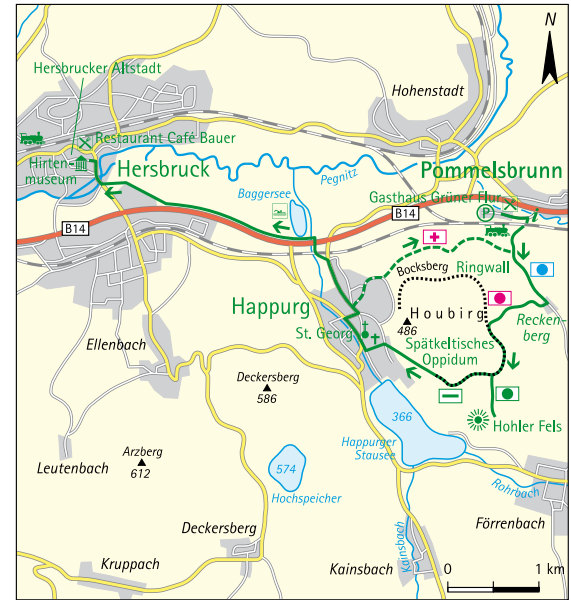 N
Hersbrucker Altstadt
Hohenstadt
Restaurant Café Bauer
Hirten-
museum
Hersbruck
Pegnitz
Pommelsbrunn
Baggersee
Gasthaus Grüner Flur
P
i
B14
B14
Bocksberg
Ringwall
Happurg
Houbirg
486
St. Georg
Recken-
berg
Spätkeltisches
Oppidum
Ellenbach
Deckersberg
586
366
Hohler Fels
Happurger
Stausee
Leutenbach
Arzberg
612
574
Hochspeicher
Rohrbach
Förrenbach
Deckersberg
Kainsbach
Kruppach
Kainsbach
0
1 km